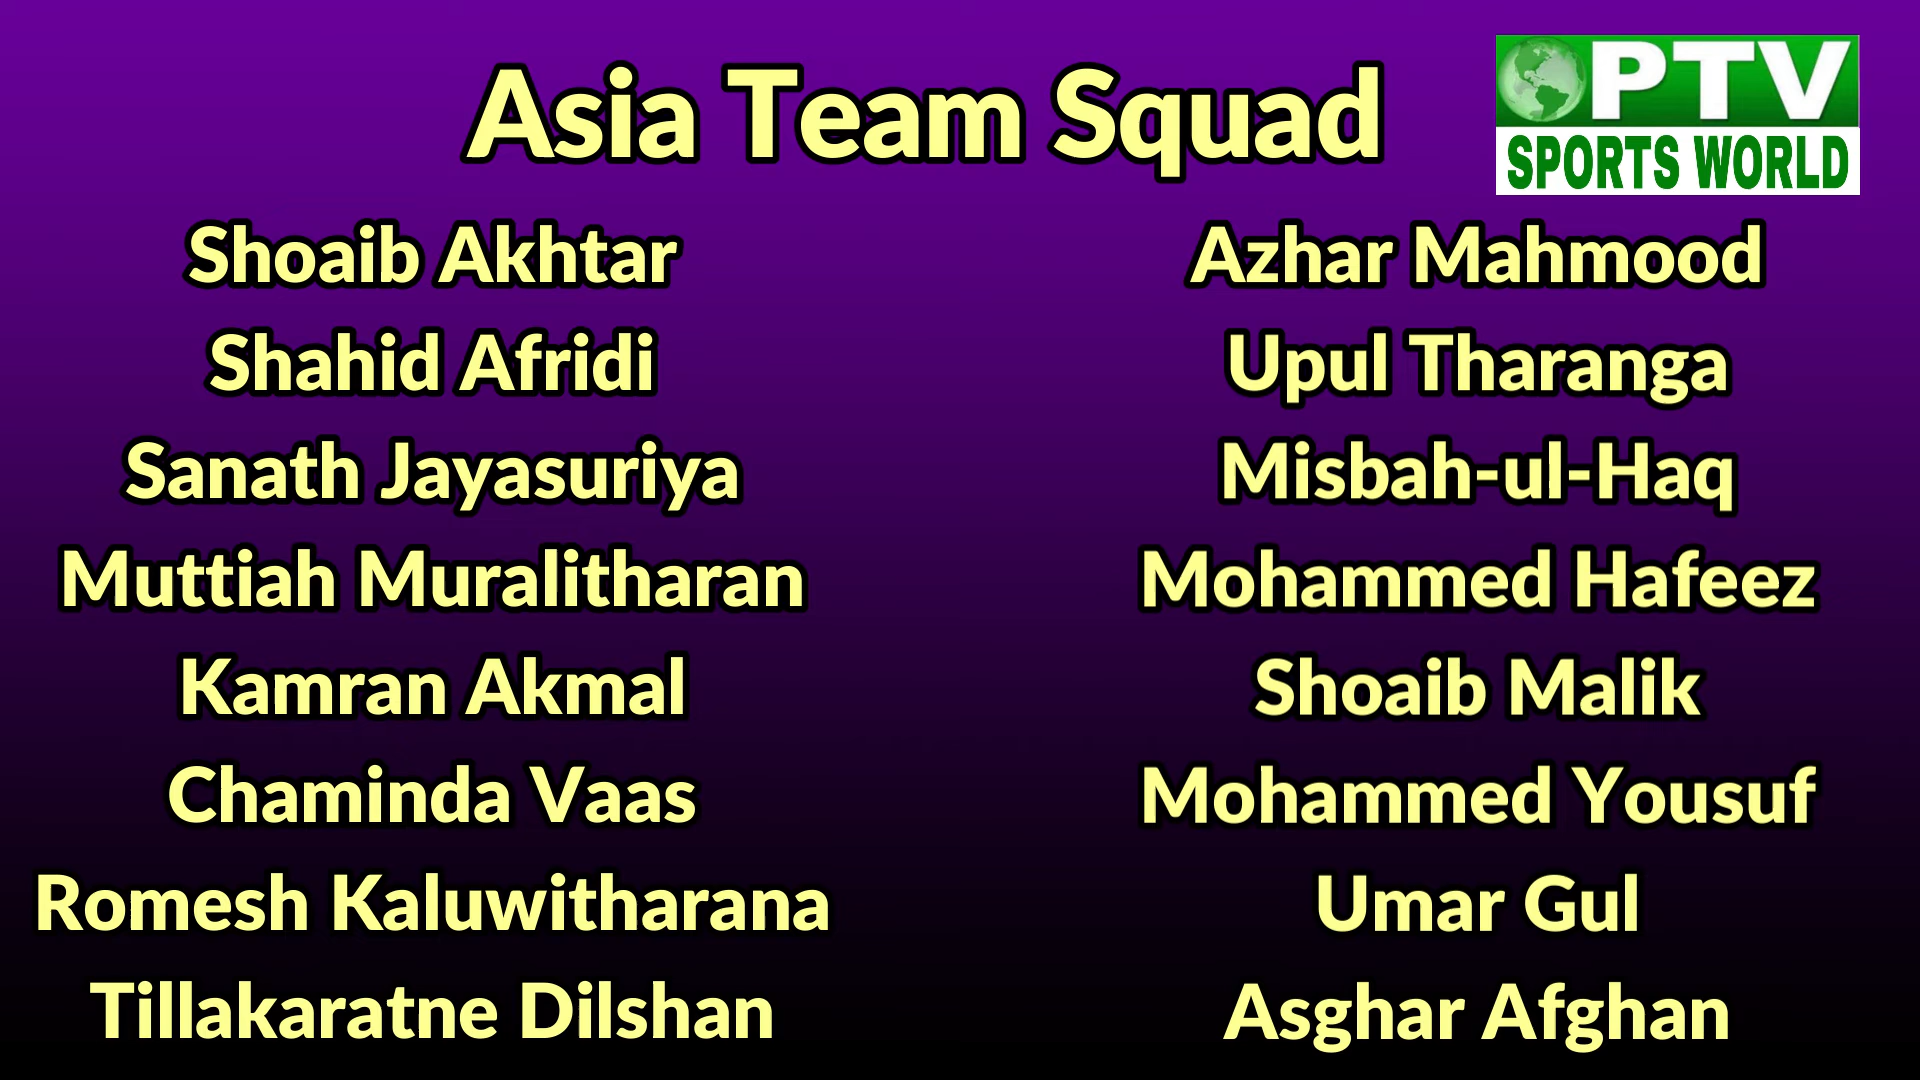 Asia Team Squad
PTV
SPORTS WORLD
Shoaib Akhtar
Shahid Afridi
Sanath Jayasuriya
Muttiah Muralitharan
Kamran Akmal
Chaminda Vaas
Romesh Kaluwitharana
Tillakaratne Dilshan
Azhar Mahmood
Upul Tharanga
Misbah-ul-Haq
Mohammed Hafeez
Shoaib Malik
Mohammed Yousuf
Umar Gul
Asghar Afghan